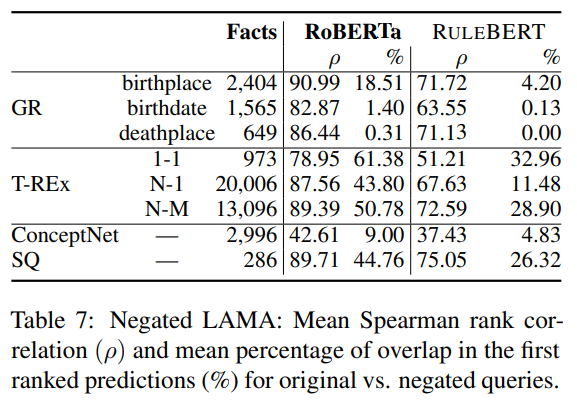 Facts RoBERTa RULEBERT
ρ % ρ %
birthplace 2,404 90.99 18.51 71.72 4.20
GR birthdate 1,565 82.87 1.40 63.55 0.13
deathplace 649 86.44 0.31 71.13 0.00
1-1 973 78.95 61.38 51.21 32.96
T-REx N-1 20,006 87.56 43.80 67.63 11.48
N-M 13,096 89.39 50.78 72.59 28.90
ConceptNet — 2,996 42.61 9.00 37.43 4.83
SQ — 286 89.71 44.76 75.05 26.32
Table 7: Negated LAMA: Mean Spearman rank cor-
relation (ρ) and mean percentage of overlap in the first
ranked predictions (%) for original vs. negated queries.